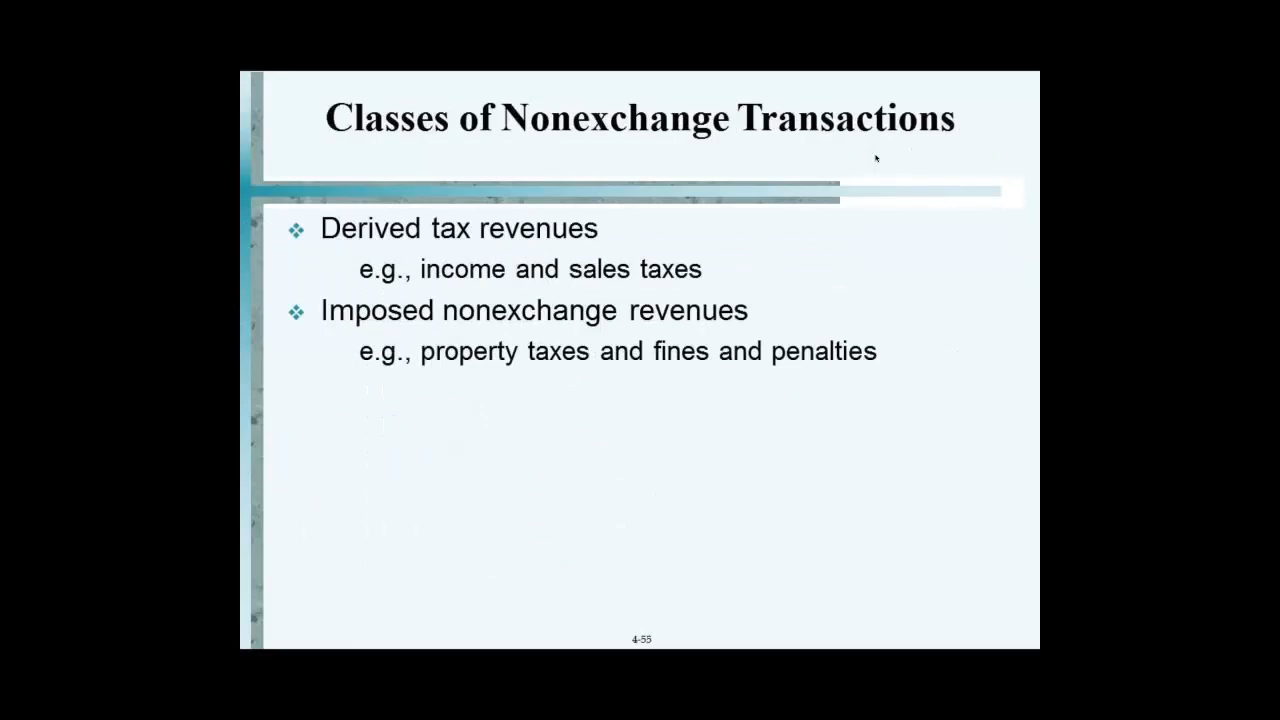 Classes of Nonexchange Transactions
Derived tax revenues
e.g., income and sales taxes
Imposed nonexchange revenues
e.g., property taxes and fines and penalties
4-55